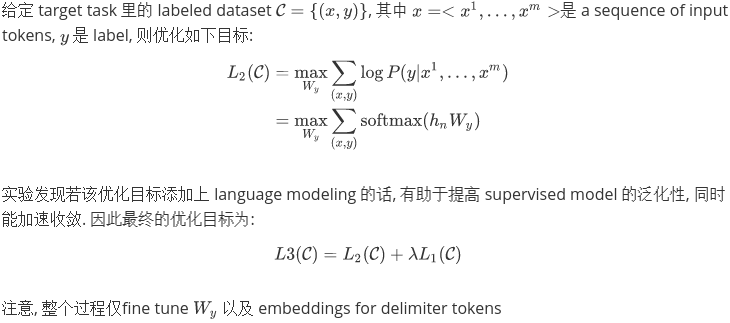 给定 target task 里的 labeled dataset $\mathcal{C} = \{(x, y)\}$, 其中 $x =< x^1, \ldots, x^m >$是 a sequence of input
tokens, $y$ 是 label, 则优化如下目标:
$L_2(\mathcal{C}) = \max_{W_y} \sum_{(x,y)} \log P(y|x^1, \ldots, x^m)$
$= \max_{W_y} \sum_{(x,y)} \text{softmax}(h_n W_y)$
实验发现若该优化目标添加上 language modeling 的话, 有助于提高 supervised model 的泛化性, 同时
能加速收敛. 因此最终的优化目标为:
$L3(\mathcal{C}) = L_2(\mathcal{C}) + \lambda L_1(\mathcal{C})$
注意, 整个过程仅fine tune $W_y$ 以及 embeddings for delimiter tokens